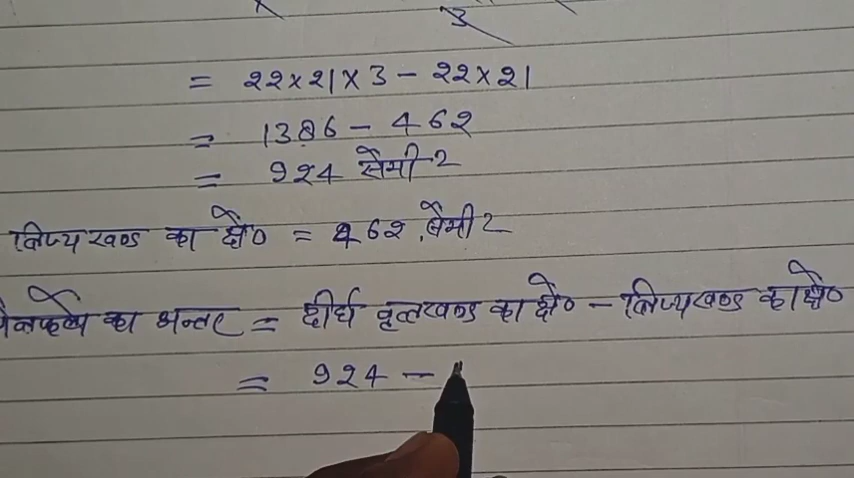 3
= 22×21×3 - 22×21
= 1386 - 462
= 924 सेमी2
त्रिज्यखण्ड का क्षे० = 462 सेमी2
क्षेत्रफलो का अन्तर = दीर्घ वृत्तखण्ड का क्षे० - त्रिज्यखण्ड का क्षे०
= 924 -